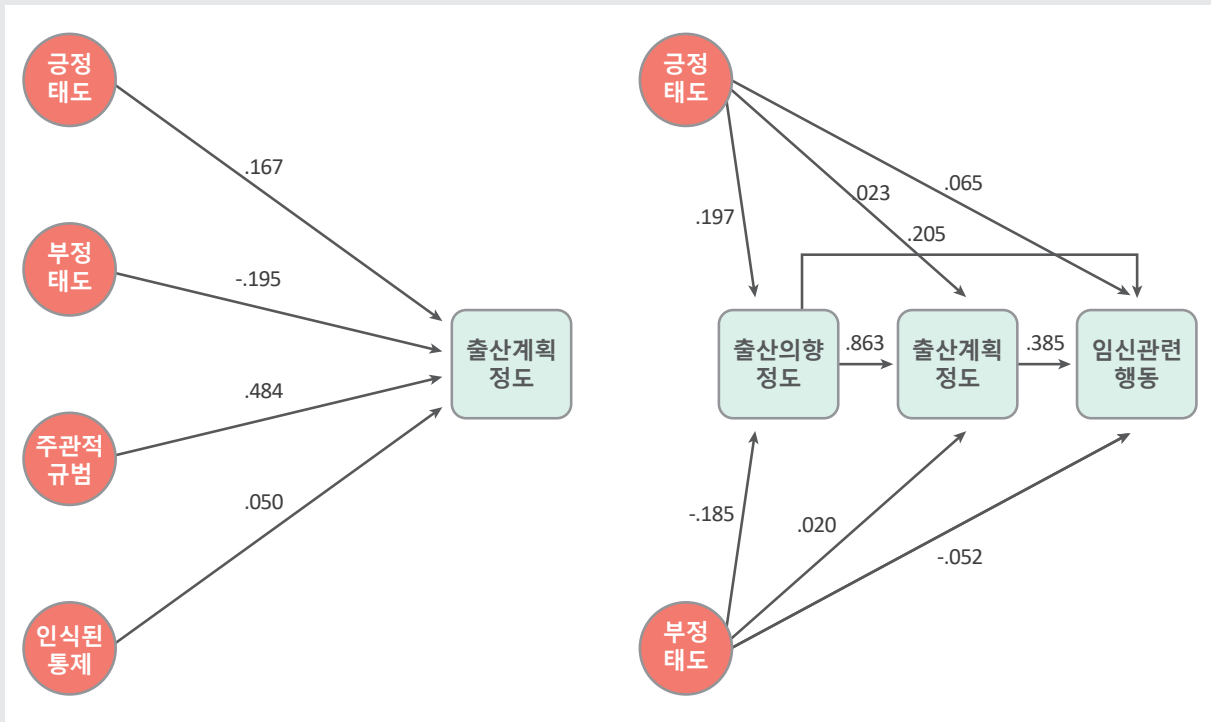 긍정
태도
.167
부정
태도
-.195
출산계획
정도
.484
주관적
규범
.050
인식된
통제
긍정
태도
.197
.023
.065
.205
출산의향
정도
.863
출산계획
정도
.385
임신관련
행동
-.185
.020
-.052
부정
태도